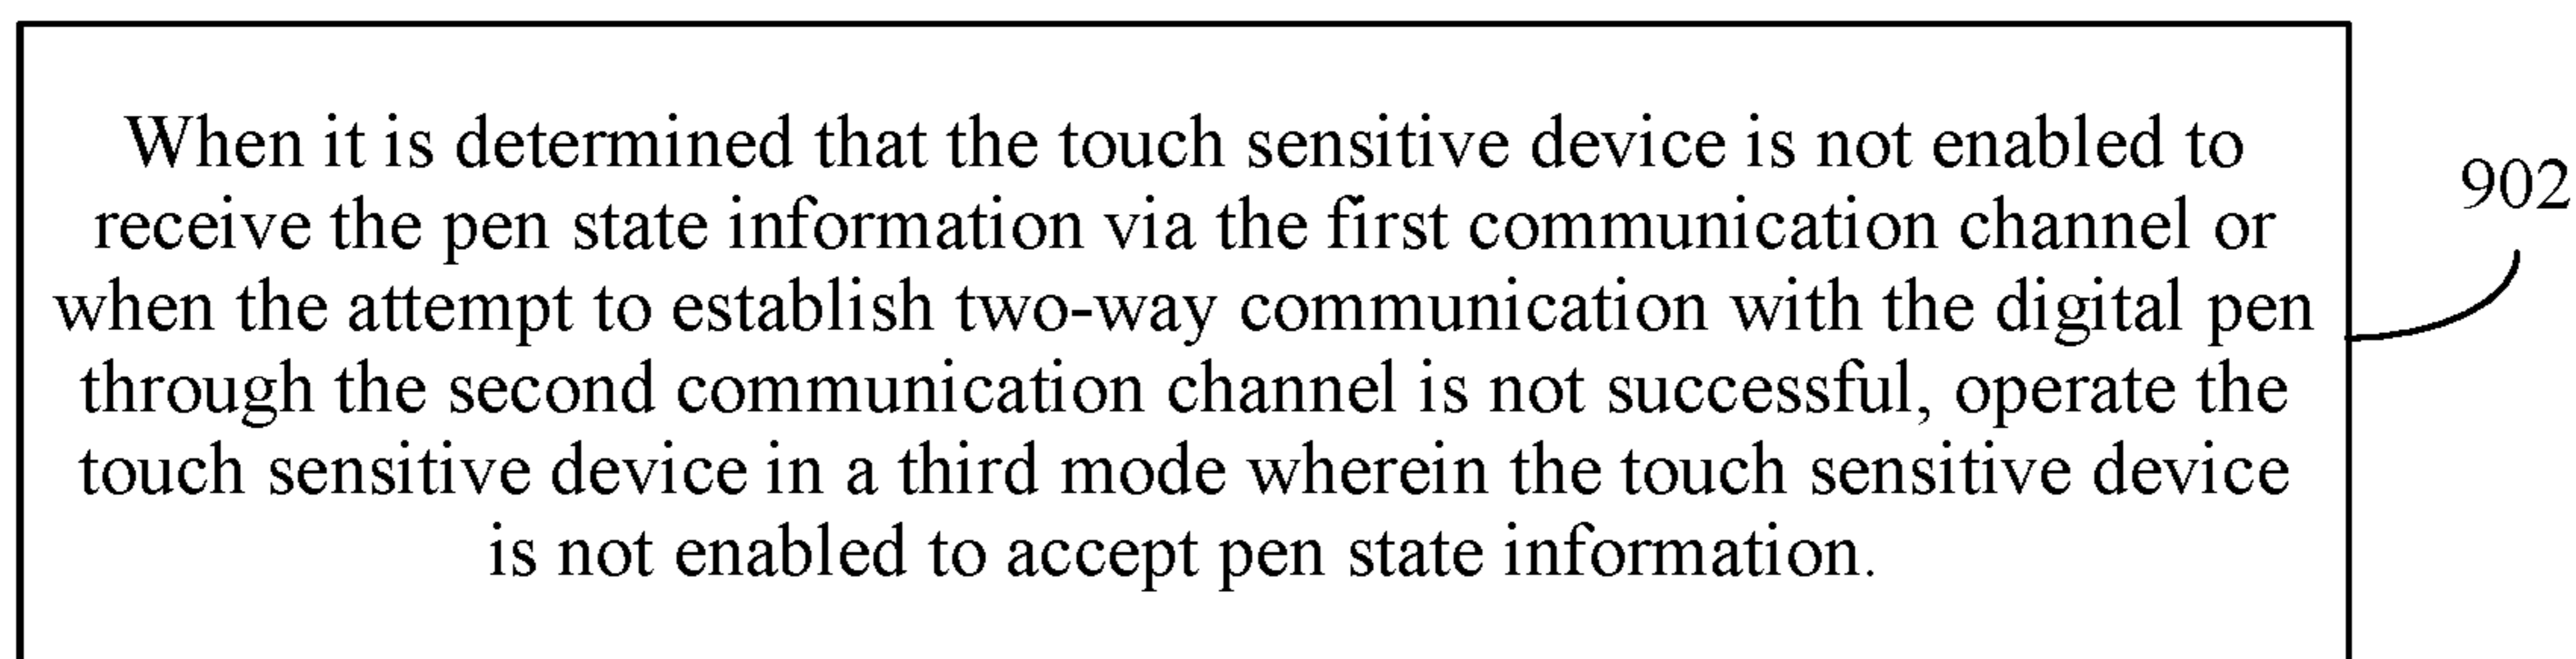 When it is determined that the touch sensitive device is not enabled to
receive the pen state information via the first communication channel or
when the attempt to establish two-way communication with the digital pen
through the second communication channel is not successful, operate the
touch sensitive device in a third mode wherein the touch sensitive device
is not enabled to accept pen state information.
902